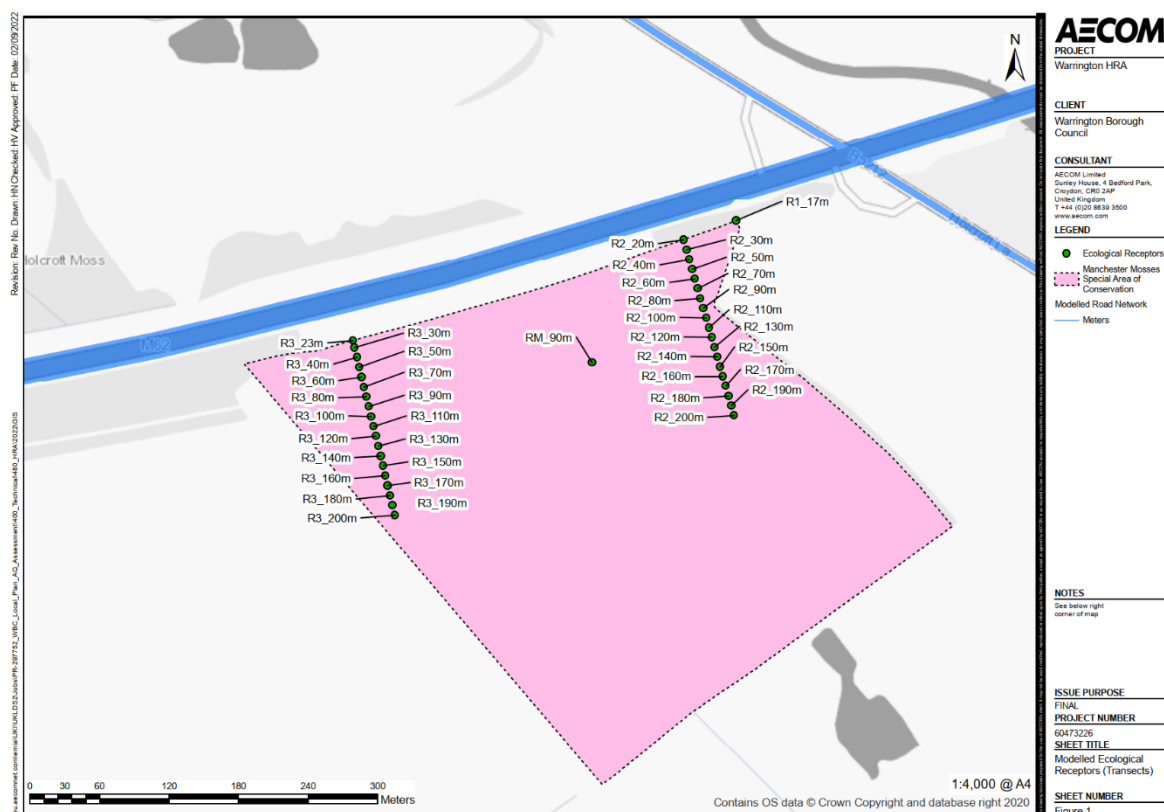 Revision: Rev No. Drawn: HN Checked: HV Approved: PF Date: 02/09/2022
N
B5212
Holcroft La
Holcroft Moss
M62
R1_17m
R2_20m
R2_30m
R2_40m
R2_50m
R2_60m
R2_70m
R2_80m
R2_90m
R2_100m
R2_110m
R2_120m
R2_130m
R2_140m
R2_150m
R2_160m
R2_170m
R2_180m
R2_190m
R2_200m
RM_90m
R3_23m
R3_30m
R3_40m
R3_50m
R3_60m
R3_70m
R3_80m
R3_90m
R3_100m
R3_110m
R3_120m
R3_130m
R3_140m
R3_150m
R3_160m
R3_170m
R3_180m
R3_190m
R3_200m
0 30 60 120 180 240 300
Meters
1:4,000 @ A4
Contains OS data © Crown Copyright and database right 2020
AECOM
PROJECT
Warrington HRA
CLIENT
Warrington Borough
Council
CONSULTANT
AECOM Limited
Sunley House, 4 Bedford Park,
Croydon, CR0 2AP
United Kingdom
T +44 (0)20 8639 3500
www.aecom.com
LEGEND
Ecological Receptors
Manchester Mosses
Special Area of
Conservation
Modelled Road Network
Meters
NOTES
See below right
corner of map
ISSUE PURPOSE
FINAL
PROJECT NUMBER
60473226
SHEET TITLE
Modelled Ecological
Receptors (Transects)
SHEET NUMBER
Figure 1